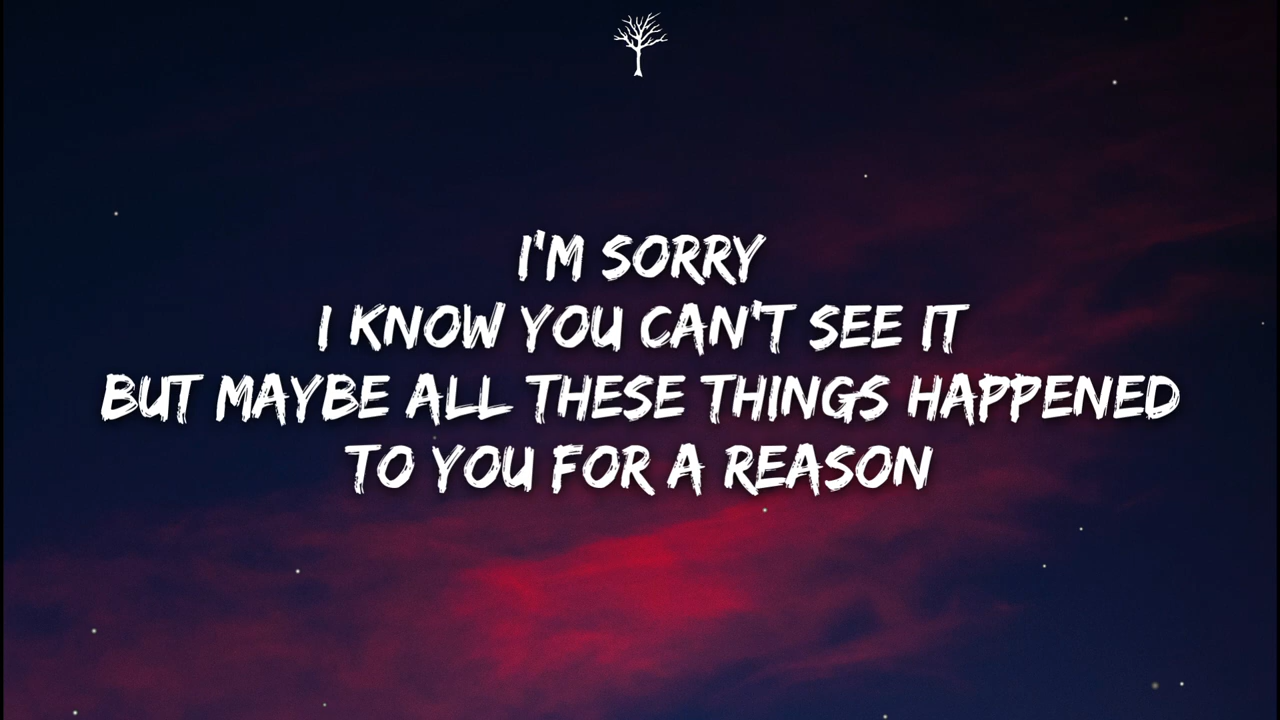 I'M SORRY
I KNOW YOU CAN'T SEE IT
BUT MAYBE ALL THESE THINGS HAPPENED
TO YOU FOR A REASON